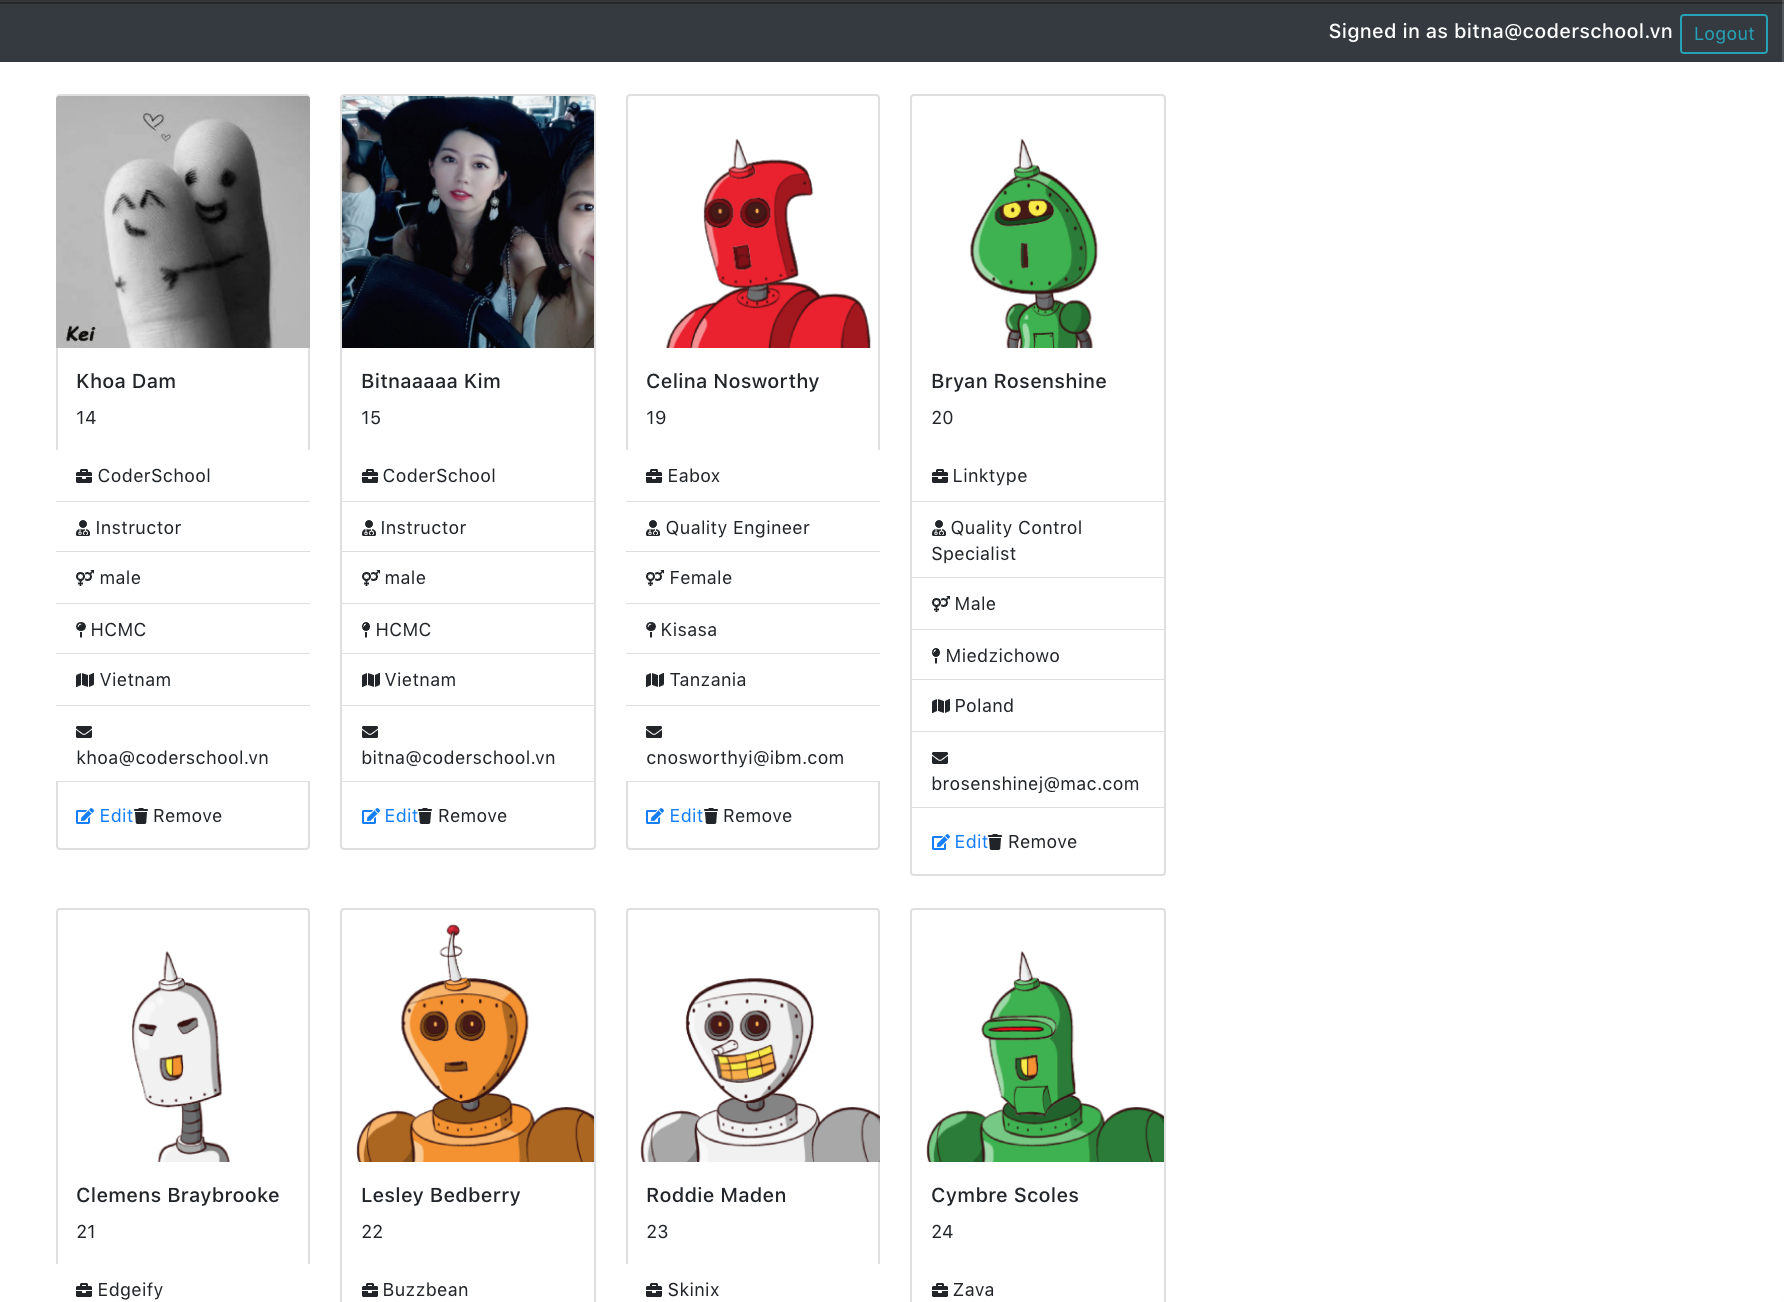 Signed in as bitna@coderschool.vn
Logout
Kei
Khoa Dam
14
CoderSchool
Instructor
male
HCMC
Vietnam
khoa@coderschool.vn
Edit Remove
Bitnaaaaa Kim
15
CoderSchool
Instructor
male
HCMC
Vietnam
bitna@coderschool.vn
Edit Remove
Celina Nosworthy
19
Eabox
Quality Engineer
Female
Kisasa
Tanzania
cnosworthyi@ibm.com
Edit Remove
Bryan Rosenshine
20
Linktype
Quality Control
Specialist
Male
Miedzichowo
Poland
brosenshinej@mac.com
Edit Remove
Clemens Braybrooke
21
Edgeify
Lesley Bedberry
22
Buzzbean
Roddie Maden
23
Skinix
Cymbre Scoles
24
Zava